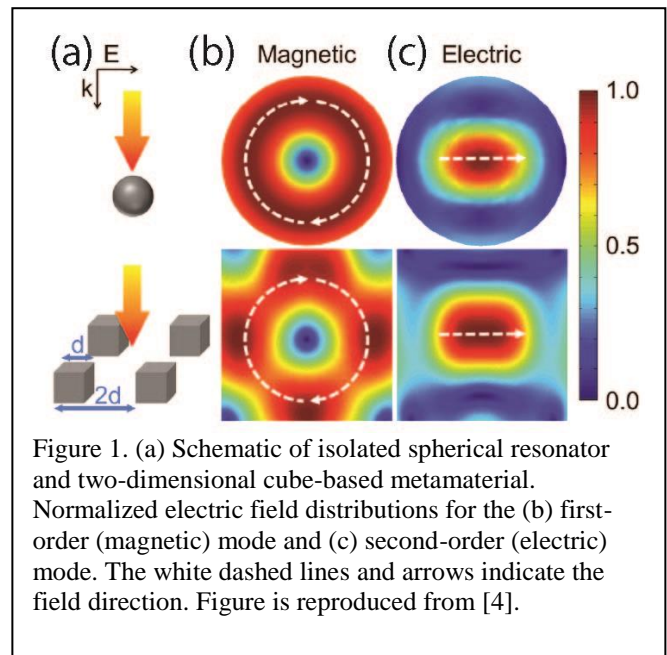 (a)
E
k
(b) Magnetic
(c) Electric
1.0
0.5
0.0
d
2d
Figure 1. (a) Schematic of isolated spherical resonator
and two-dimensional cube-based metamaterial.
Normalized electric field distributions for the (b) first-
order (magnetic) mode and (c) second-order (electric)
mode. The white dashed lines and arrows indicate the
field direction. Figure is reproduced from [4].